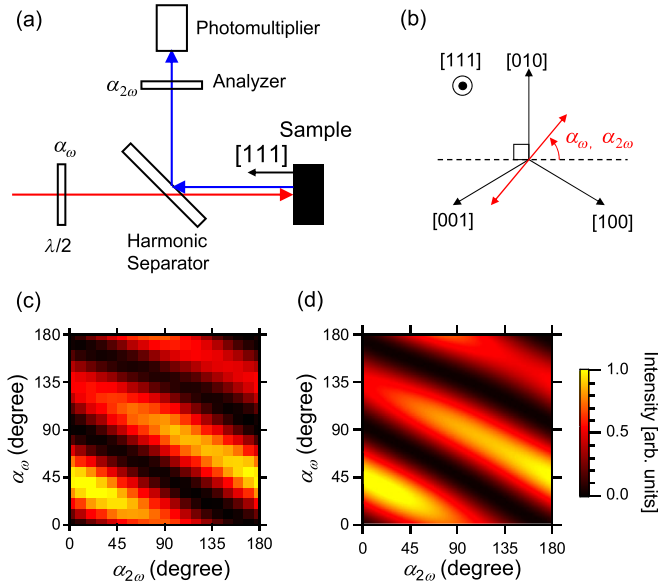 (a)
Photomultiplier
α2ω
Analyzer
Sample
αω
[111]
λ/2
Harmonic
Separator
(b)
[111]
[010]
αω, α2ω
[001]
[100]
(c)
180
135
90
45
0
αω (degree)
0
45
90
135
180
α2ω (degree)
(d)
180
135
90
45
0
αω (degree)
0
45
90
135
180
α2ω (degree)
1.0
0.5
0.0
Intensity [arb. units]